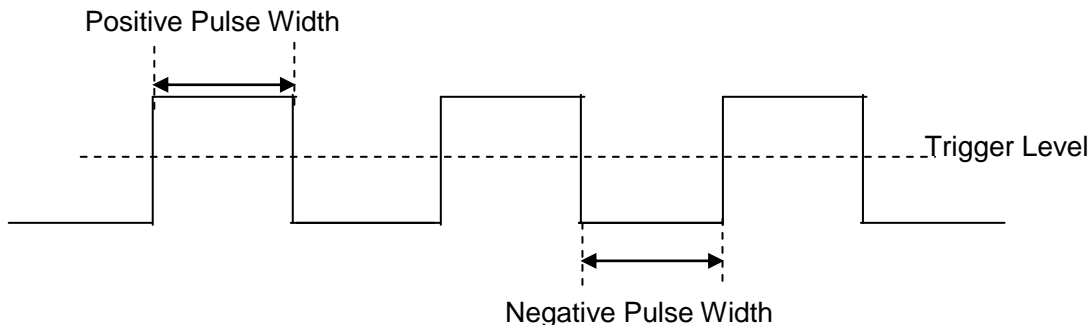 Positive Pulse Width
Trigger Level
Negative Pulse Width